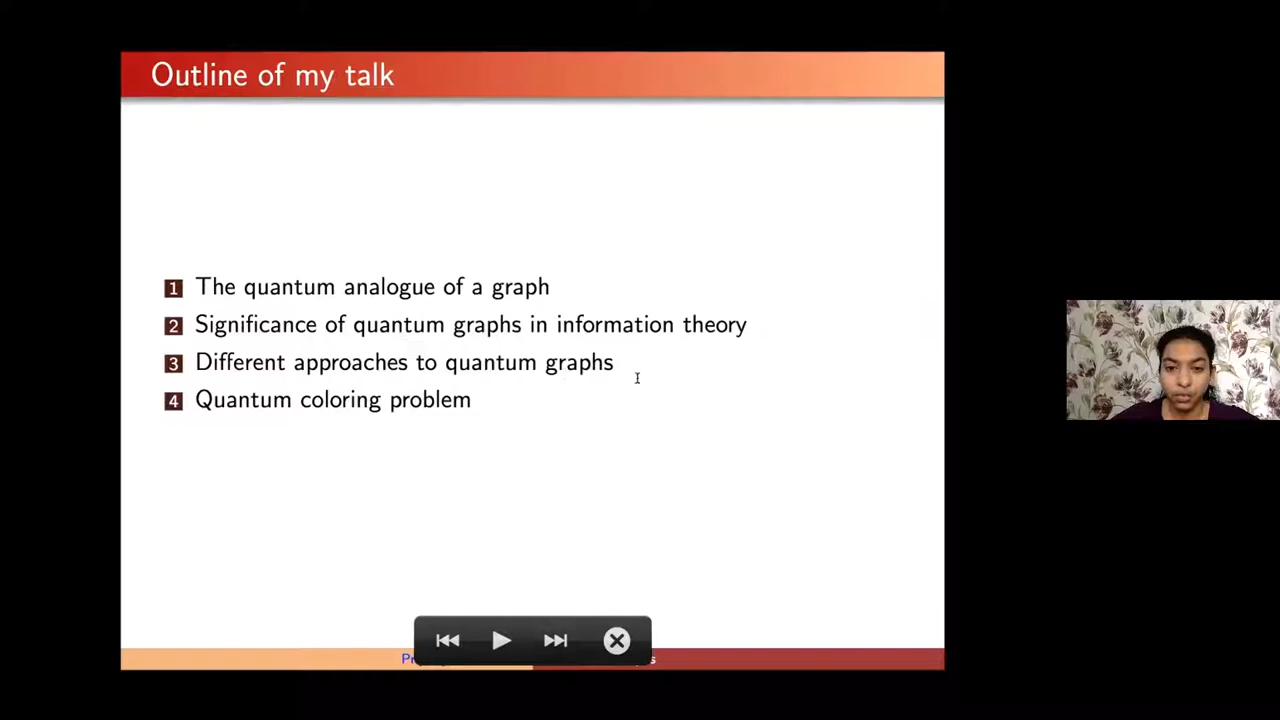 Outline of my talk
1 The quantum analogue of a graph
2 Significance of quantum graphs in information theory
3 Different approaches to quantum graphs
4 Quantum coloring problem